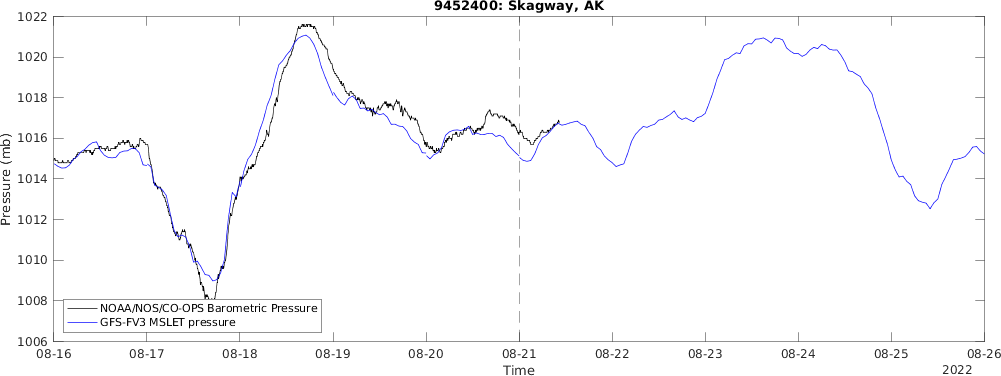 9452400: Skagway, AK
Pressure (mb)
1022
1020
1018
1016
1014
1012
1010
1008
1006
NOAA/NOS/CO-OPS Barometric Pressure
GFS-FV3 MSLET pressure
08-16 08-17 08-18 08-19 08-20 08-21 08-22 08-23 08-24 08-25 08-26
Time
2022